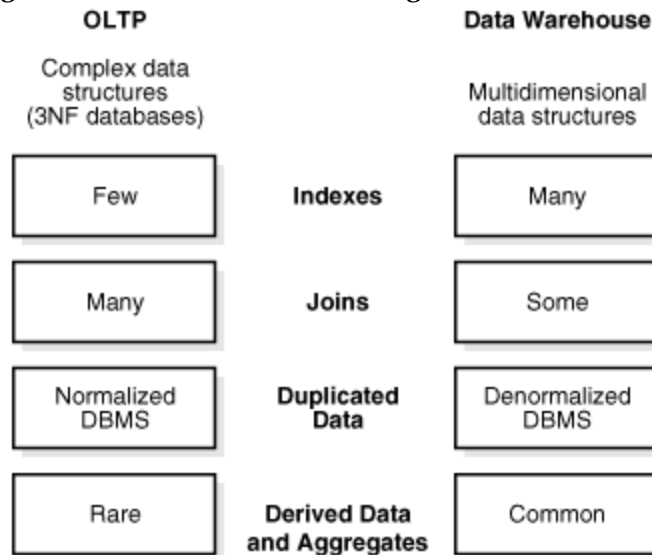 OLTP
Data Warehouse
Complex data
structures
(3NF databases)
Multidimensional
data structures
Few
Indexes
Many
Many
Joins
Some
Normalized
DBMS
Duplicated
Data
Denormalized
DBMS
Rare
Derived Data
and Aggregates
Common